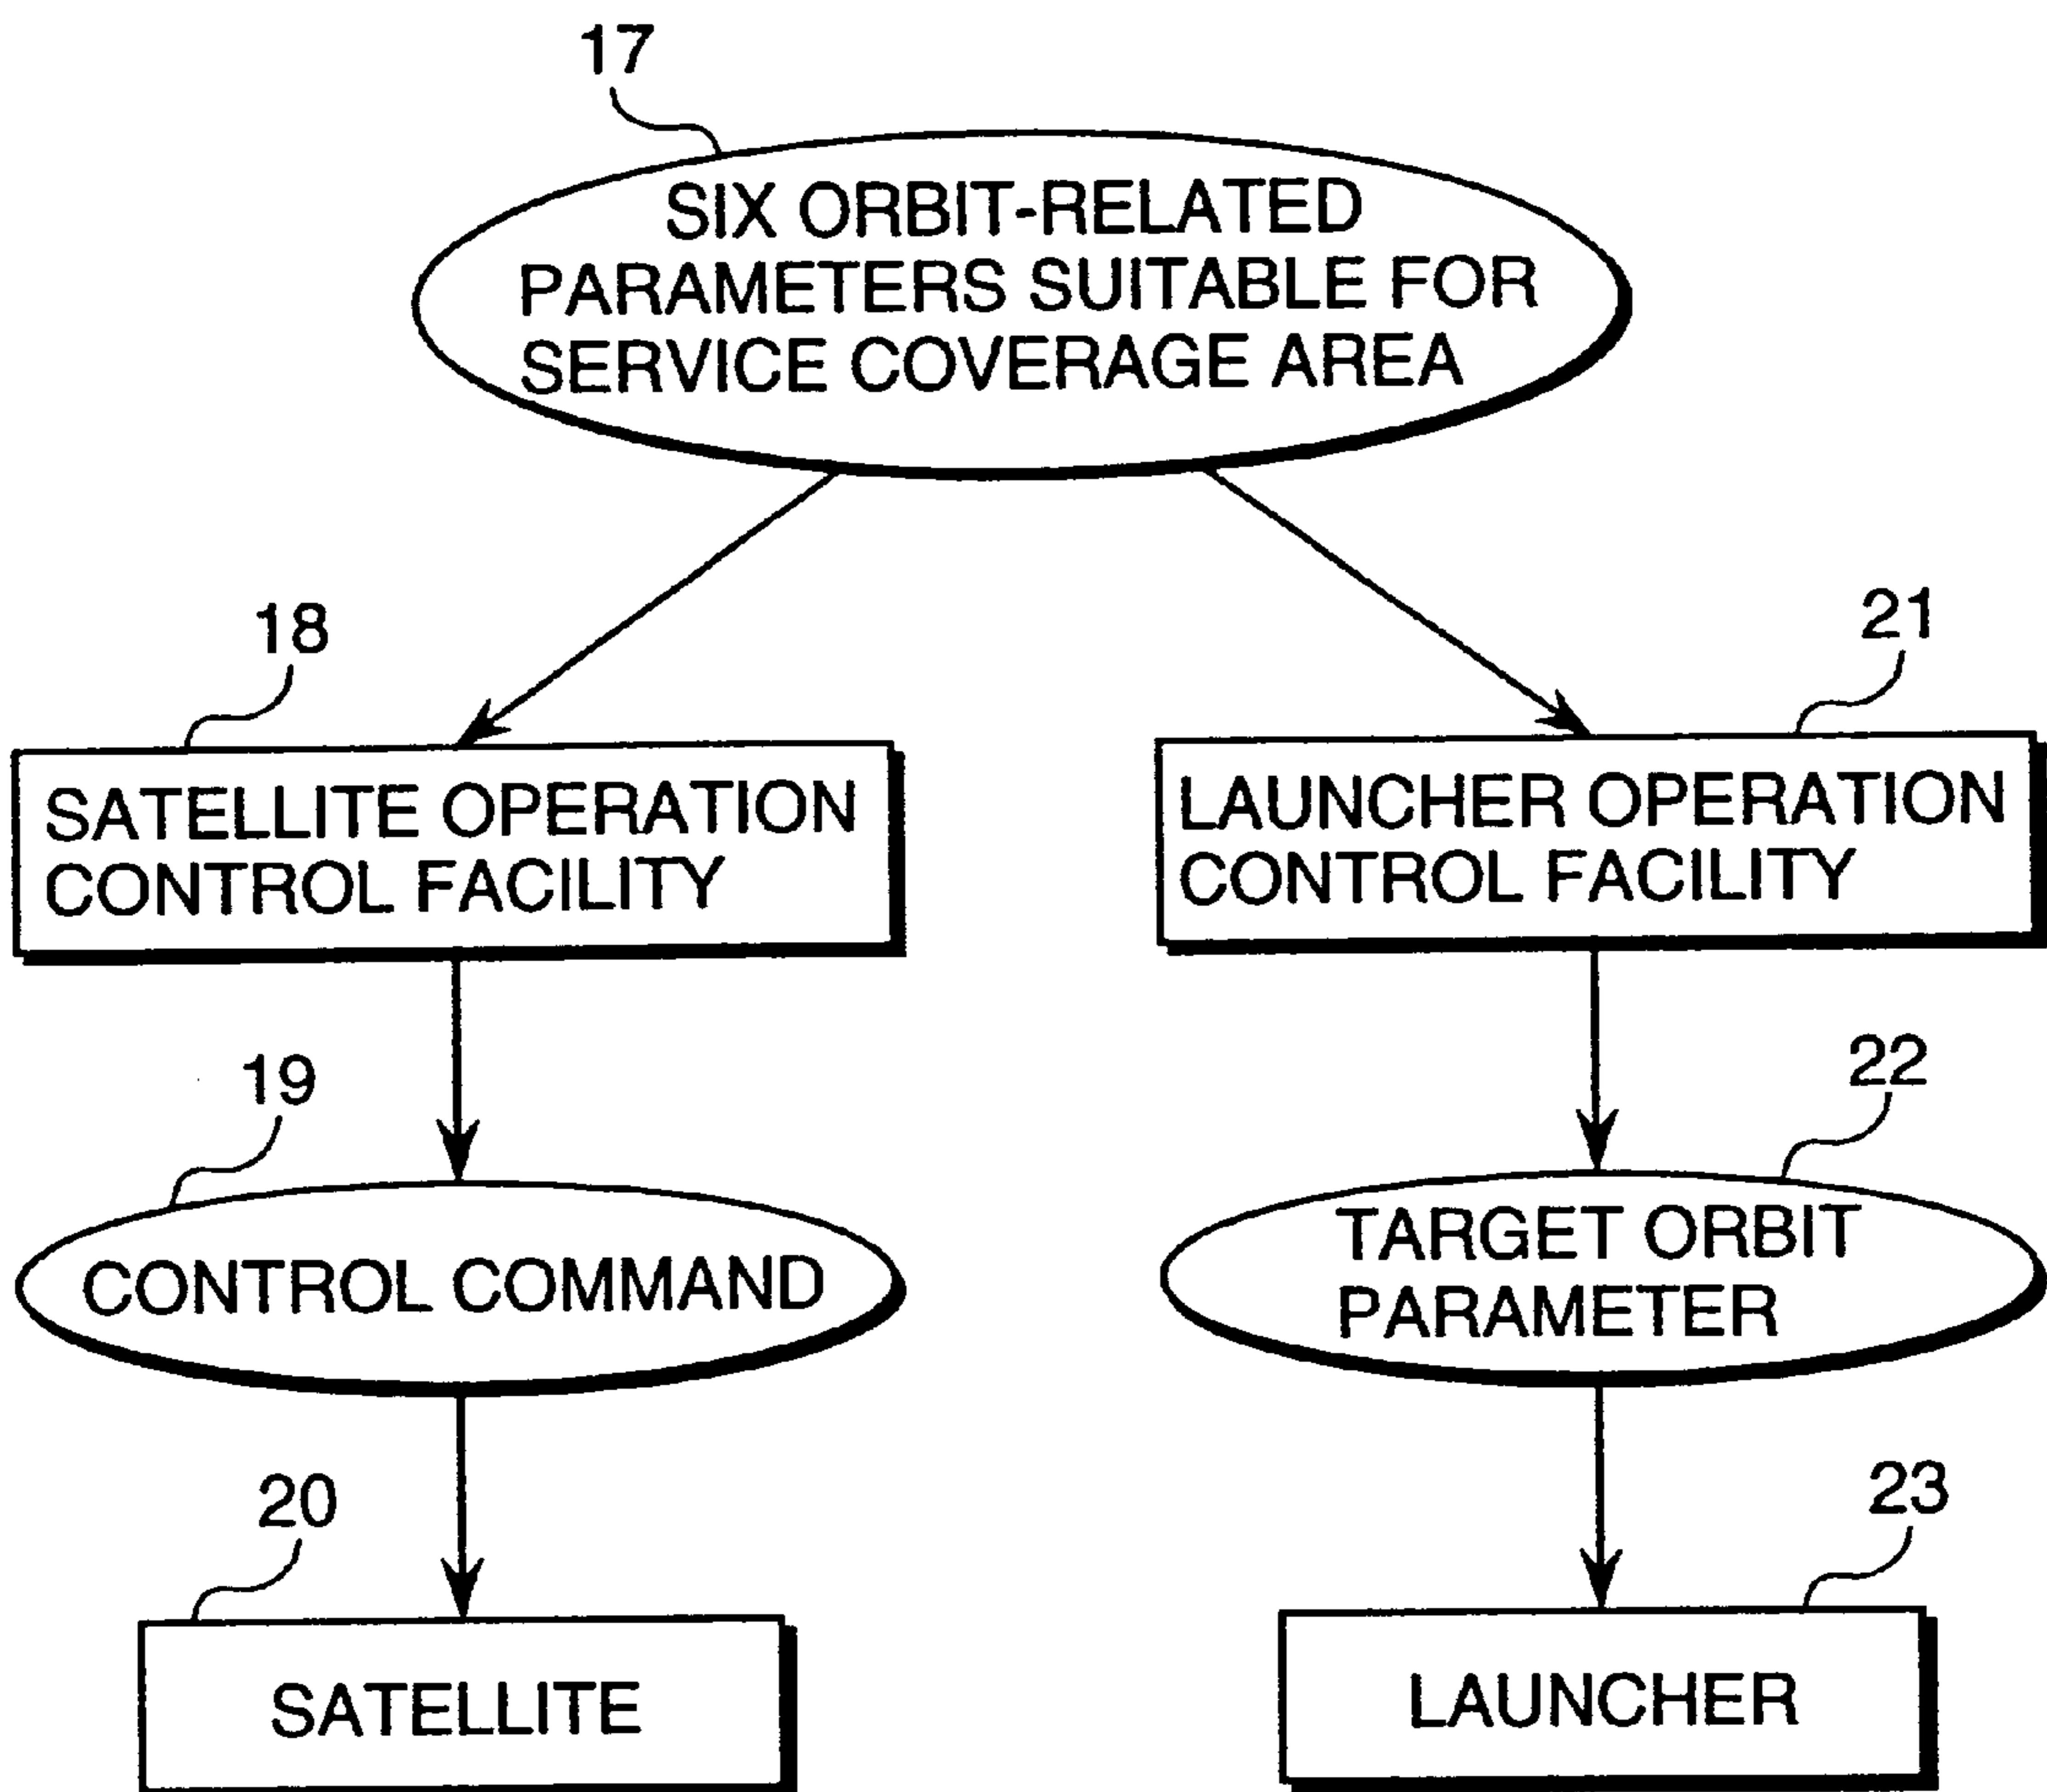 17
SIX ORBIT-RELATED
PARAMETERS SUITABLE FOR
SERVICE COVERAGE AREA
18
SATELLITE OPERATION
CONTROL FACILITY
19
CONTROL COMMAND
20
SATELLITE
21
LAUNCHER OPERATION
CONTROL FACILITY
22
TARGET ORBIT
PARAMETER
23
LAUNCHER